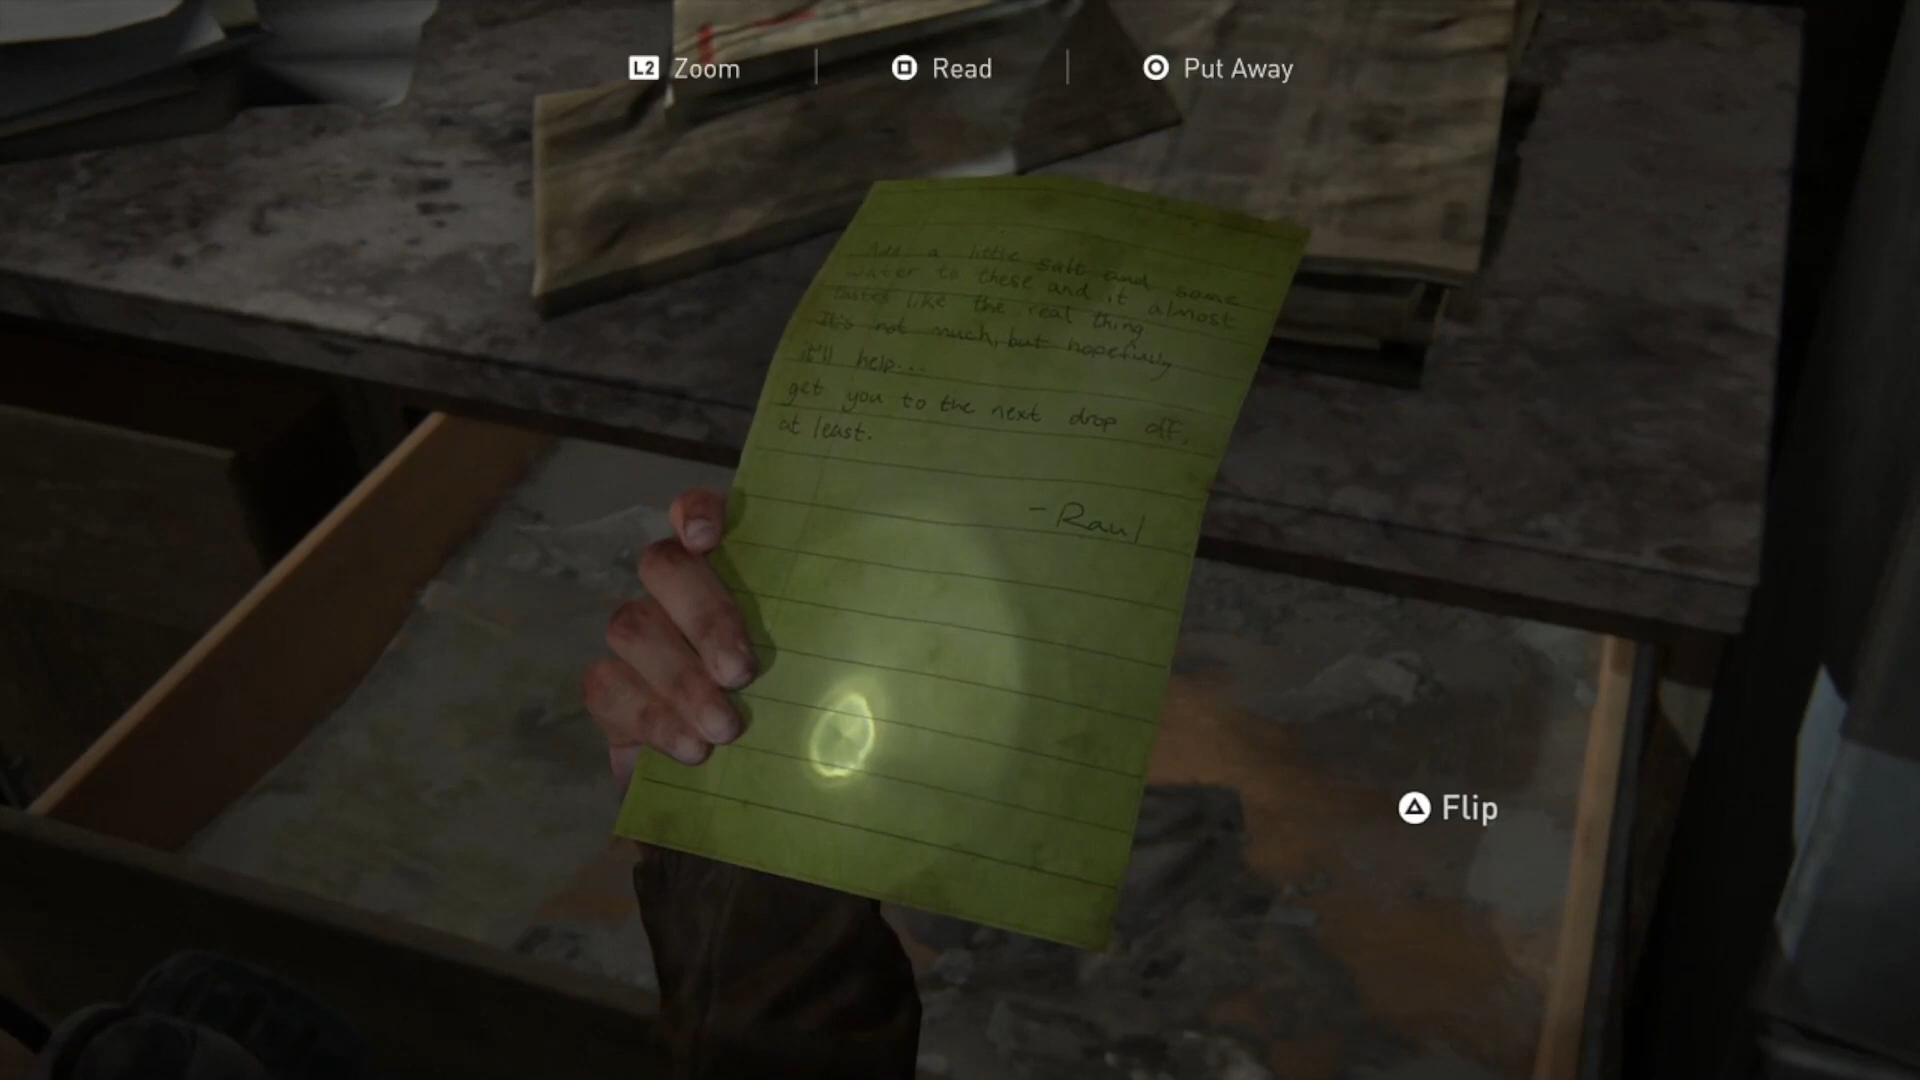 L2 Zoom
Read
Put Away
Add a little salt and some
water to these and it almost
tastes like the real thing
It's not much, but hopefully
it'll help...
get you to the next drop off,
at least.
- Raul
Flip